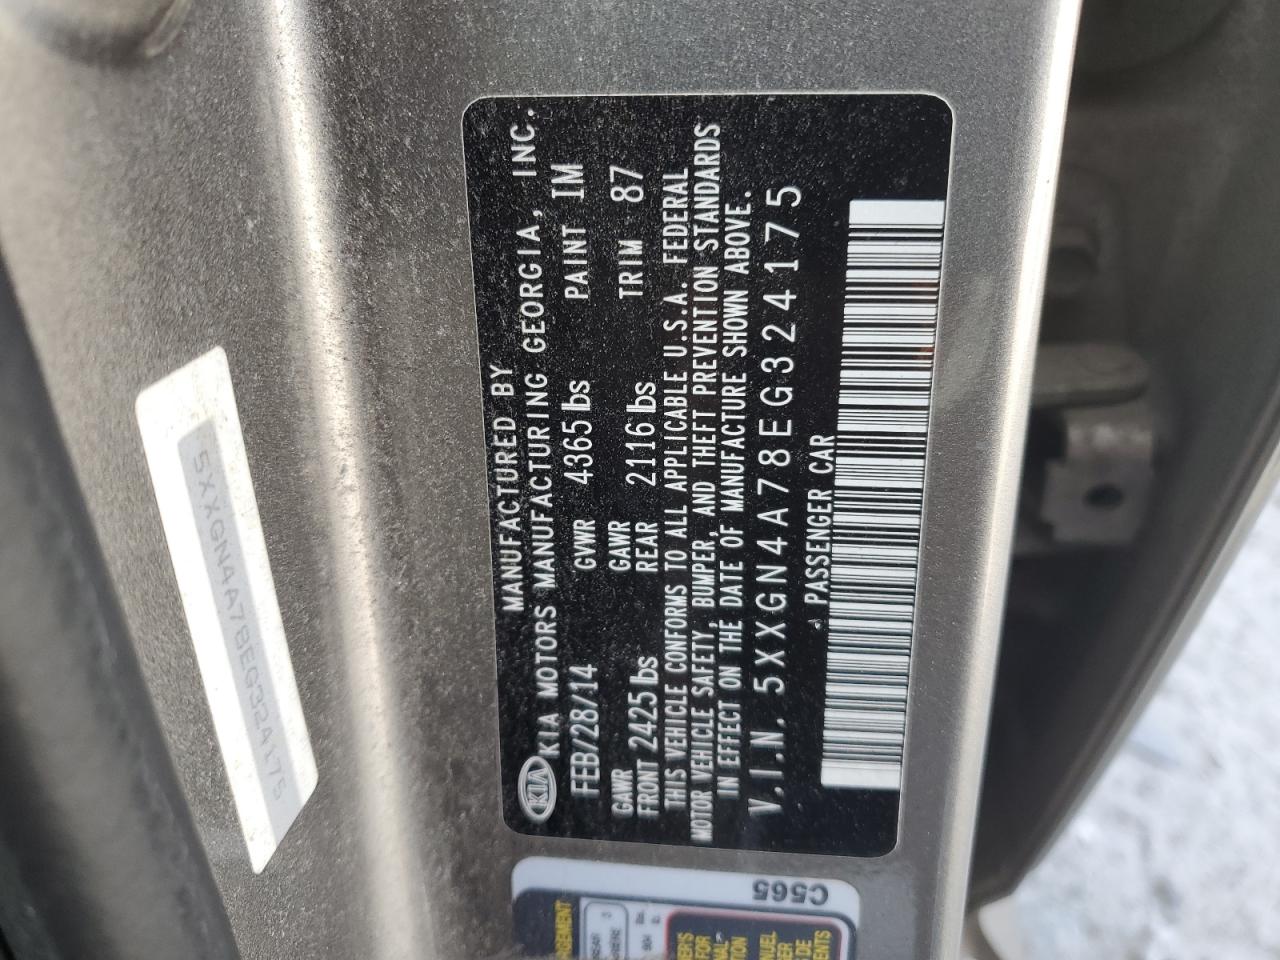 MANUFACTURED BY
KIA KIA MOTORS MANUFACTURING GEORGIA, INC.
FEB/28/14 GVWR 4365 lbs PAINT 1M
GAWR FRONT 2425 lbs GAWR REAR 2116 lbs TRIM 87
THIS VEHICLE CONFORMS TO ALL APPLICABLE U.S.A. FEDERAL
MOTOR VEHICLE SAFETY, BUMPER, AND THEFT PREVENTION STANDARDS
IN EFFECT ON THE DATE OF MANUFACTURE SHOWN ABOVE.
V.I.N. 5XXGN4A78EG324175
PASSENGER CAR
5XXGN4A78EG324175
C565